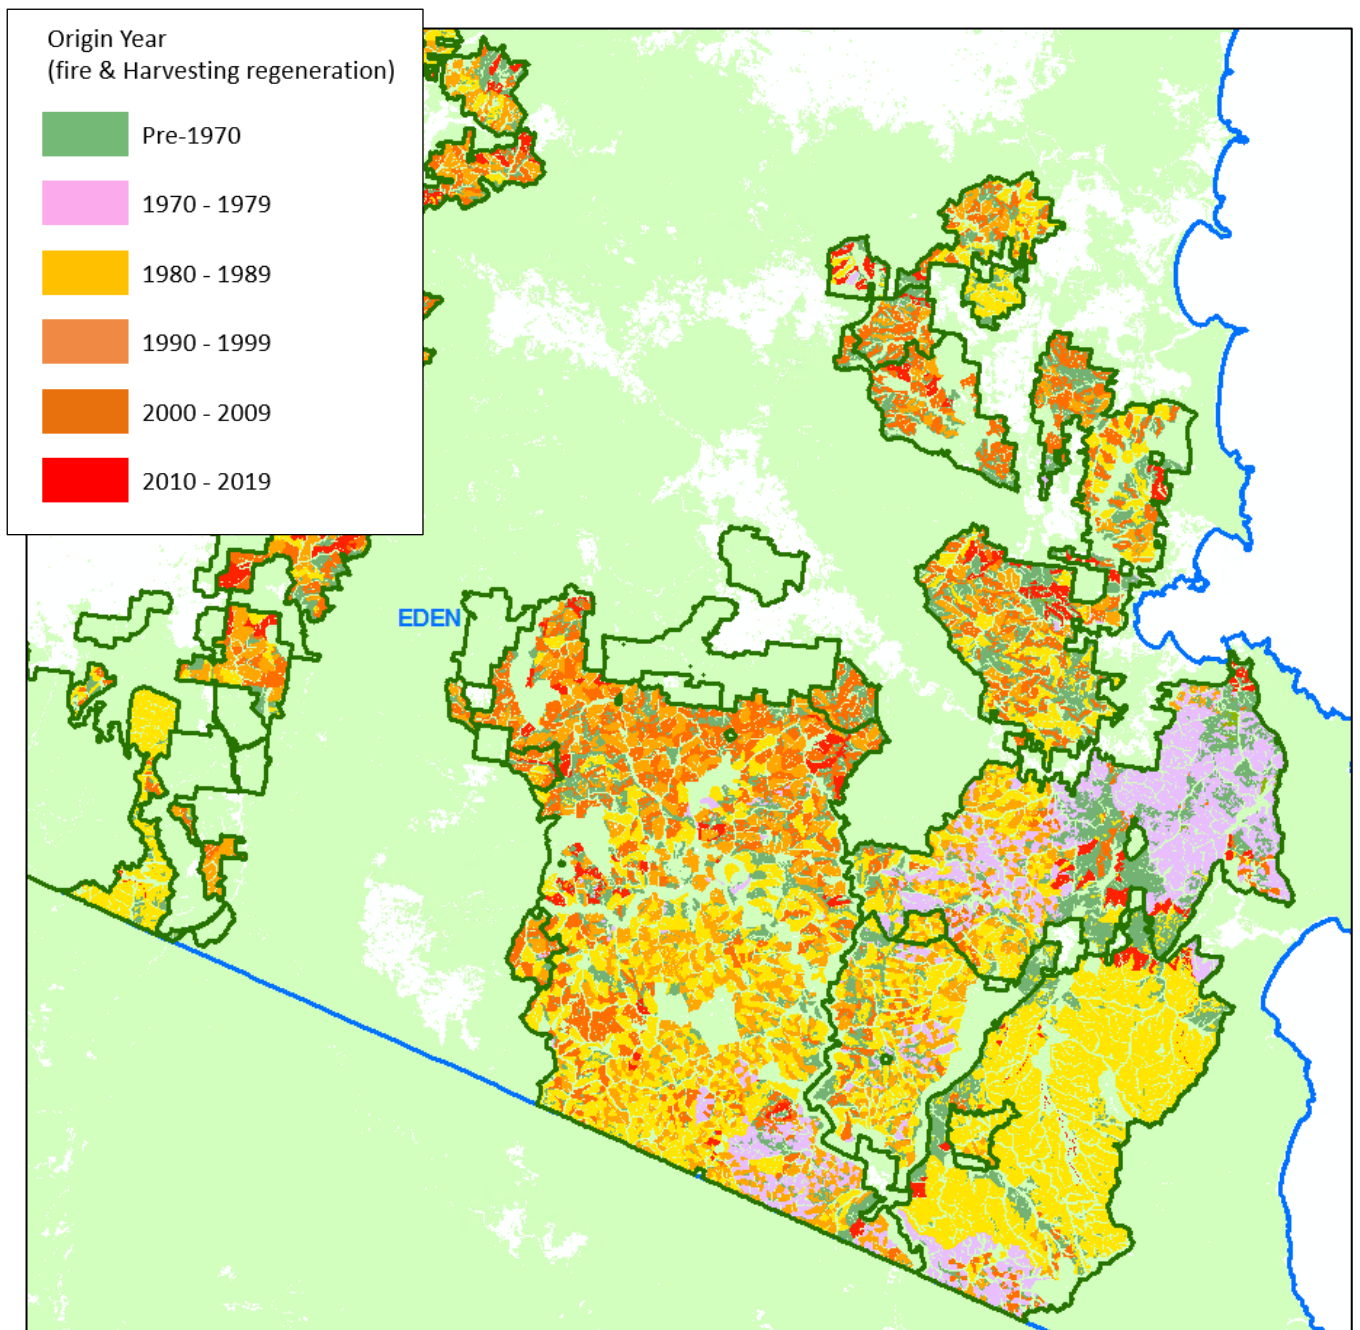 Origin Year
(fire & Harvesting regeneration)
Pre-1970
1970 - 1979
1980 - 1989
1990 - 1999
2000 - 2009
2010 - 2019
EDEN